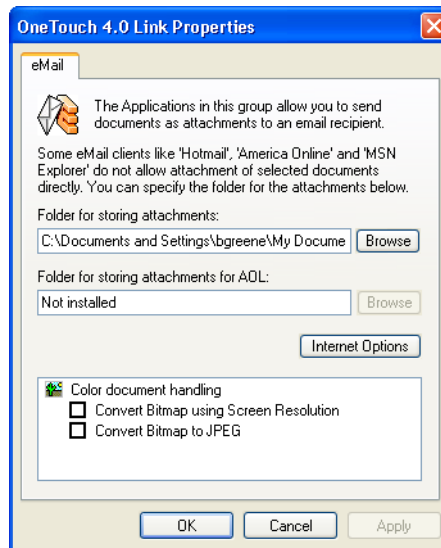 OneTouch 4.0 Link Properties
eMail
The Applications in this group allow you to send
documents as attachments to an email recipient.
Some eMail clients like 'Hotmail', 'America Online' and 'MSN
Explorer' do not allow attachment of selected documents
directly. You can specify the folder for the attachments below.
Folder for storing attachments:
C:\Documents and Settings\bgreene\My Docume Browse
Folder for storing attachments for AOL:
Not installed Browse
Internet Options
Color document handling
Convert Bitmap using Screen Resolution
Convert Bitmap to JPEG
OK Cancel Apply